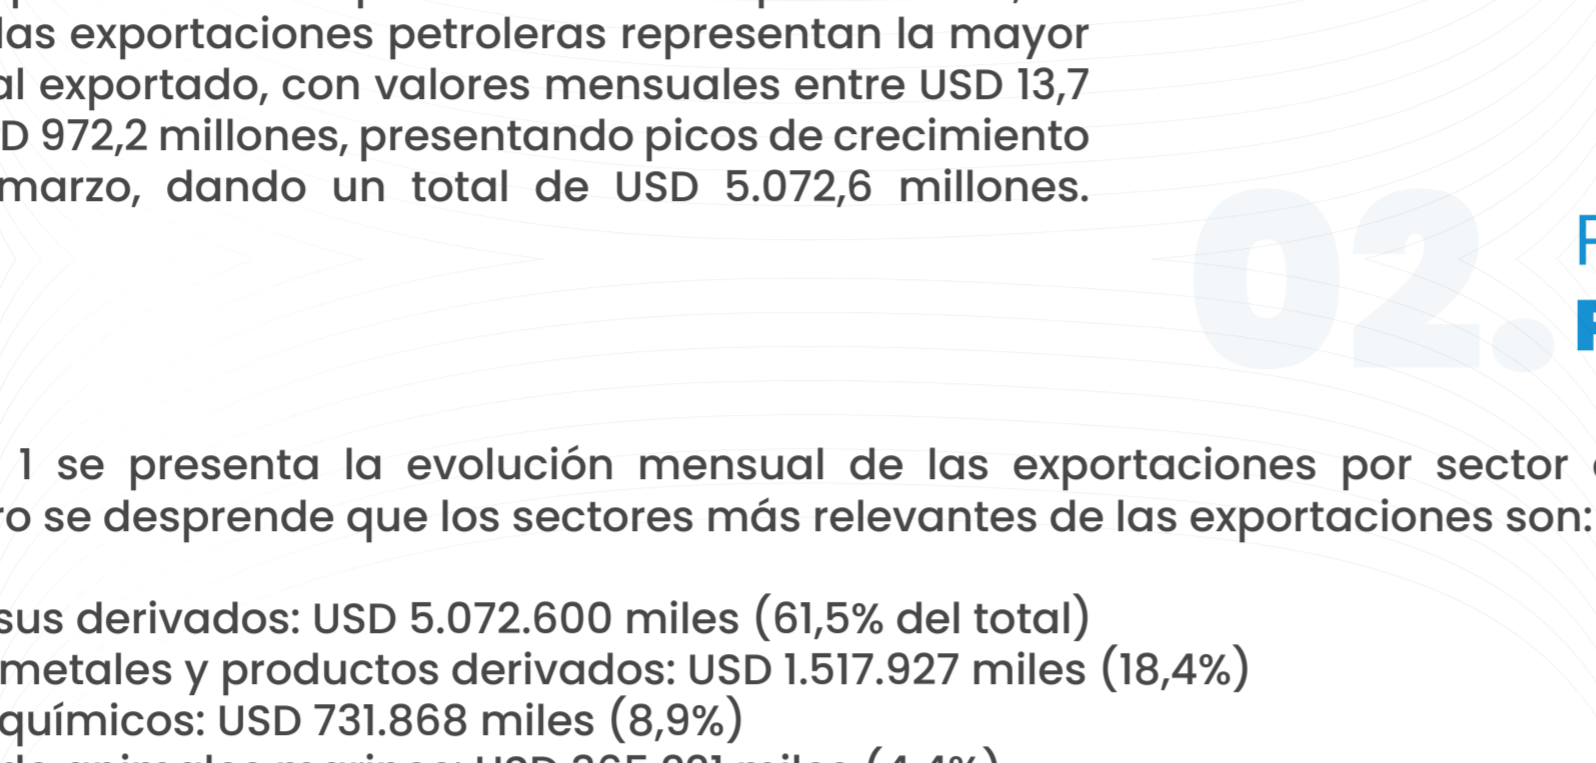 las exportaciones petroleras representan la mayor
al exportado, con valores mensuales entre USD 13,7
D 972,2 millones, presentando picos de crecimiento
marzo, dando un total de USD 5.072,6 millones.
02.
1 se presenta la evolución mensual de las exportaciones por sector
ro se desprende que los sectores más relevantes de las exportaciones son:
sus derivados: USD 5.072.600 miles (61,5% del total)
metales y productos derivados: USD 1.517.927 miles (18,4%)
químicos: USD 731.868 miles (8,9%)